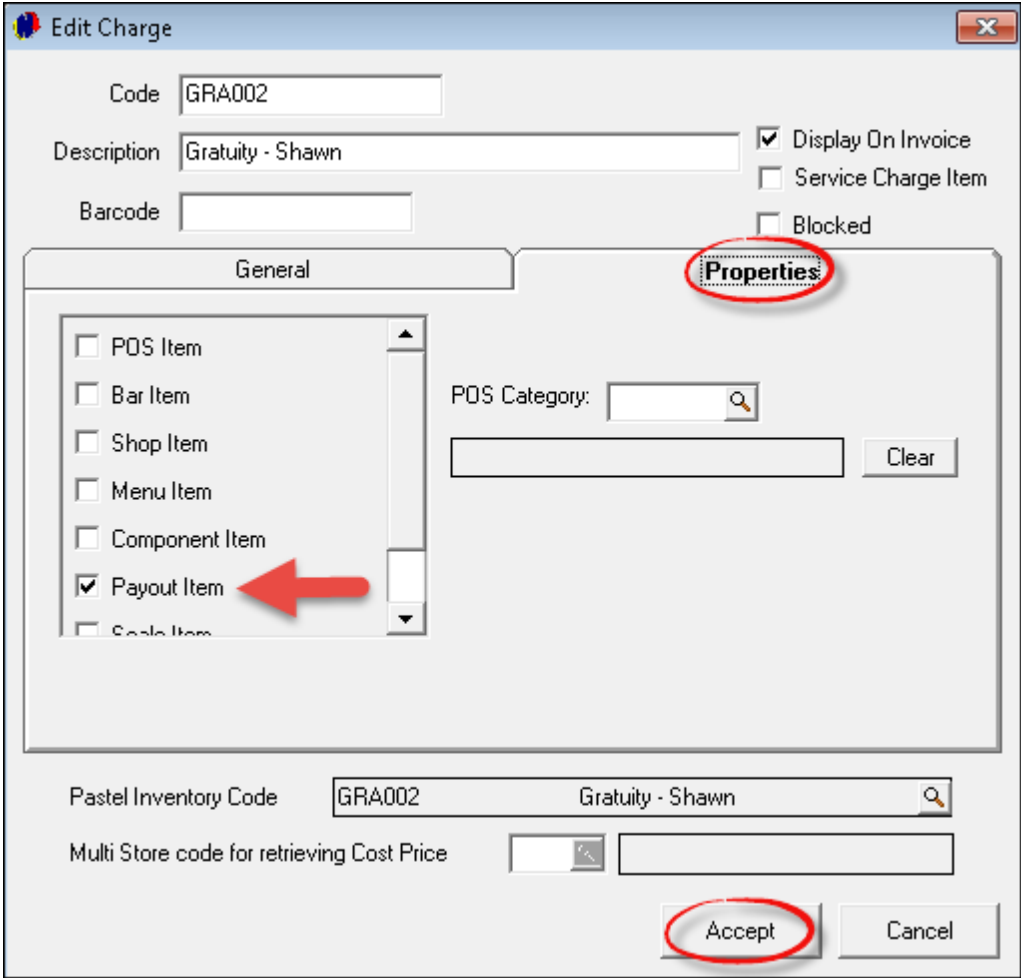 Edit Charge
Code GRA002
Description Gratuity - Shawn
Display On Invoice
Service Charge Item
Barcode
Blocked
General Properties
POS Item
Bar Item
Shop Item
Menu Item
Component Item
Payout Item
Scale Item
POS Category:
Clear
Pastel Inventory Code GRA002 Gratuity - Shawn
Multi Store code for retrieving Cost Price
Accept Cancel